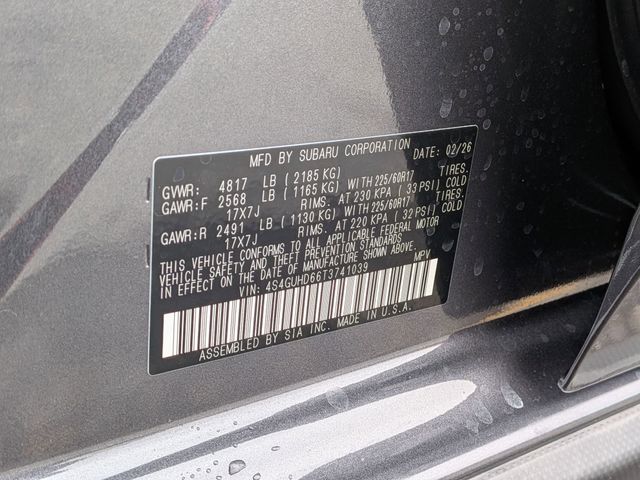 MFD BY SUBARU CORPORATION DATE: 02/26
GVWR: 4817 LB (2185 KG)
GAWR:F 2568 LB (1165 KG) WITH 225/60R17 TIRES.
17X7J RIMS. AT 230 KPA (33 PSI) COLD
GAWR:R 2491 LB (1130 KG) WITH 225/60R17 TIRES.
17X7J RIMS. AT 220 KPA (32 PSI) COLD
THIS VEHICLE CONFORMS TO ALL APPLICABLE FEDERAL MOTOR
VEHICLE SAFETY AND THEFT PREVENTION STANDARDS
IN EFFECT ON THE DATE OF MANUFACTURE SHOWN ABOVE.
VIN: 4S4GUHD66T3741039 MPV
ASSEMBLED BY SIA INC. MADE IN U.S.A.